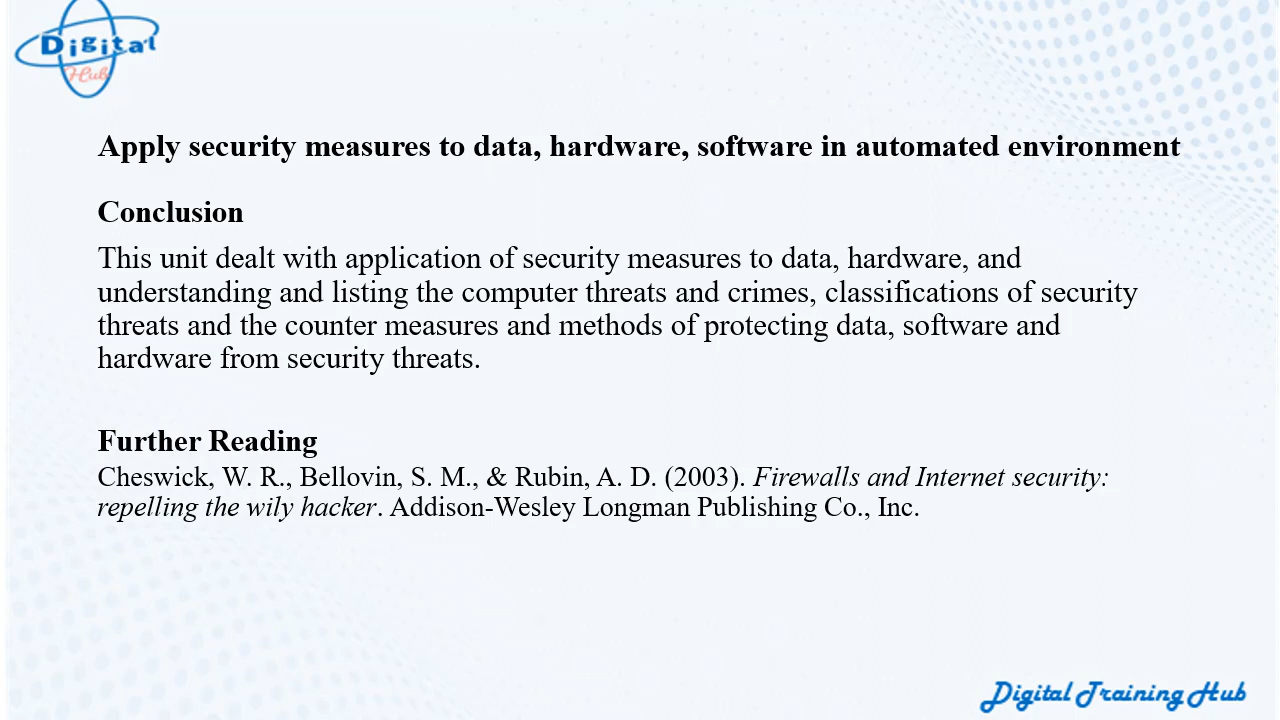 Digital
Hub
Apply security measures to data, hardware, software in automated environment
Conclusion
This unit dealt with application of security measures to data, hardware, and
understanding and listing the computer threats and crimes, classifications of security
threats and the counter measures and methods of protecting data, software and
hardware from security threats.
Further Reading
Cheswick, W. R., Bellovin, S. M., & Rubin, A. D. (2003). Firewalls and Internet security:
repelling the wily hacker. Addison-Wesley Longman Publishing Co., Inc.
Digital Training Hub